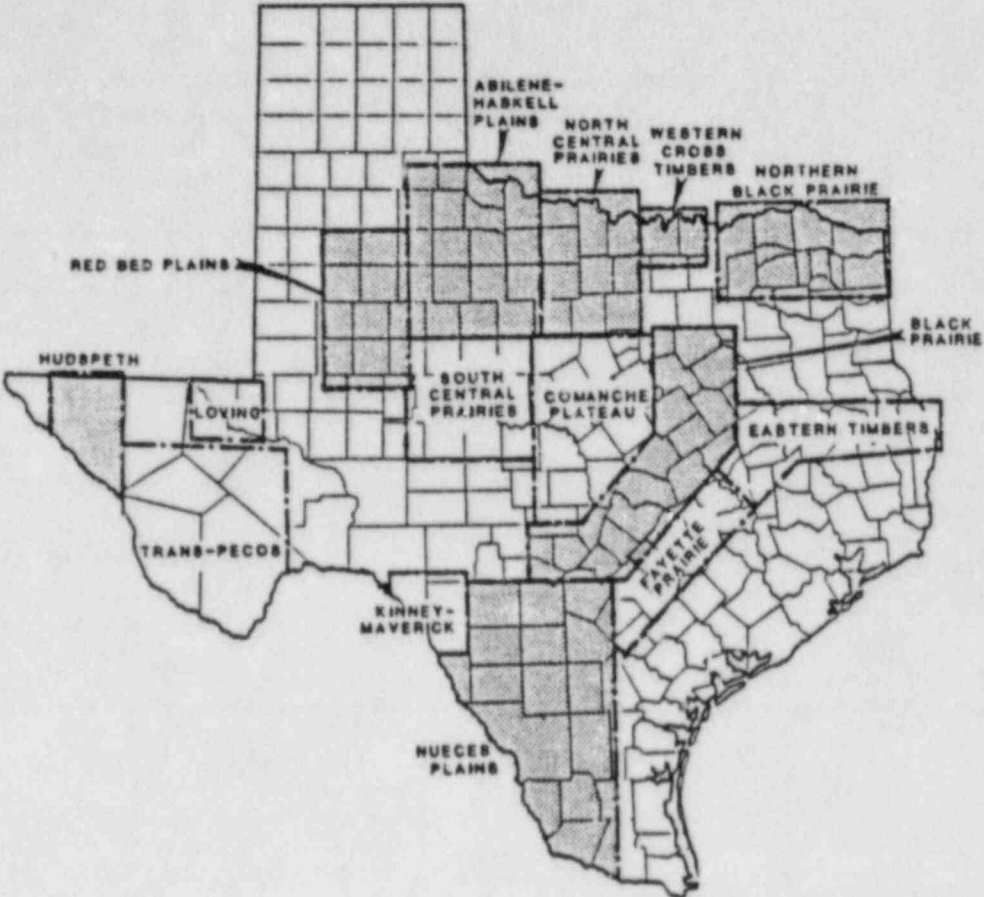 ABILENE-
HASKELL
PLAINS
NORTH
CENTRAL
PRAIRIES
WESTERN
CROSS
TIMBERS
NORTHERN
BLACK PRAIRIE
RED BED PLAINS
BLACK
PRAIRIE
HUDSPETH
LOVING
SOUTH
CENTRAL
PRAIRIES
COMANCHE
PLATEAU
EASTERN TIMBERS
TRANS-PECOS
FAYETTE
PRAIRIE
KINNEY-
MAVERICK
NUECES
PLAINS